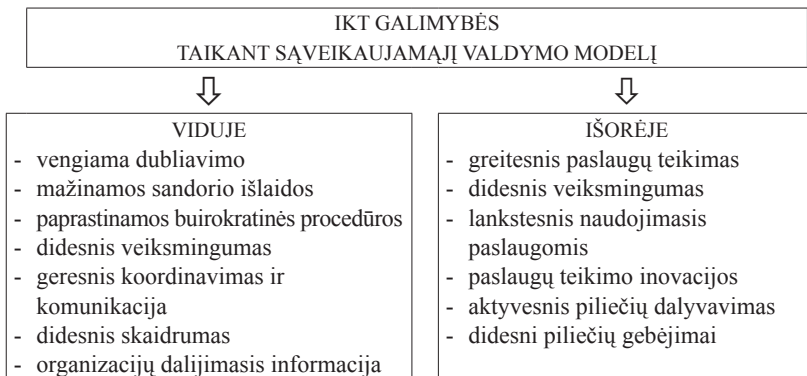 IKT GALIMYBĖS
TAIKANT SĄVEIKAUJAMĄJĮ VALDYMO MODELĮ
VIDUJE
- vengiama dubliavimo
- mažinamos sandorio išlaidos
- paprastinamos buirokratinės procedūros
- didesnis veiksmingumas
- geresnis koordinavimas ir
komunikacija
- didesnis skaidrumas
- organizacijų dalijimasis informacija
IŠORĖJE
- greitesnis paslaugų teikimas
- didesnis veiksmingumas
- lankstesnis naudojimasis
paslaugomis
- paslaugų teikimo inovacijos
- aktyvesnis piliečių dalyvavimas
- didesni piliečių gebėjimai